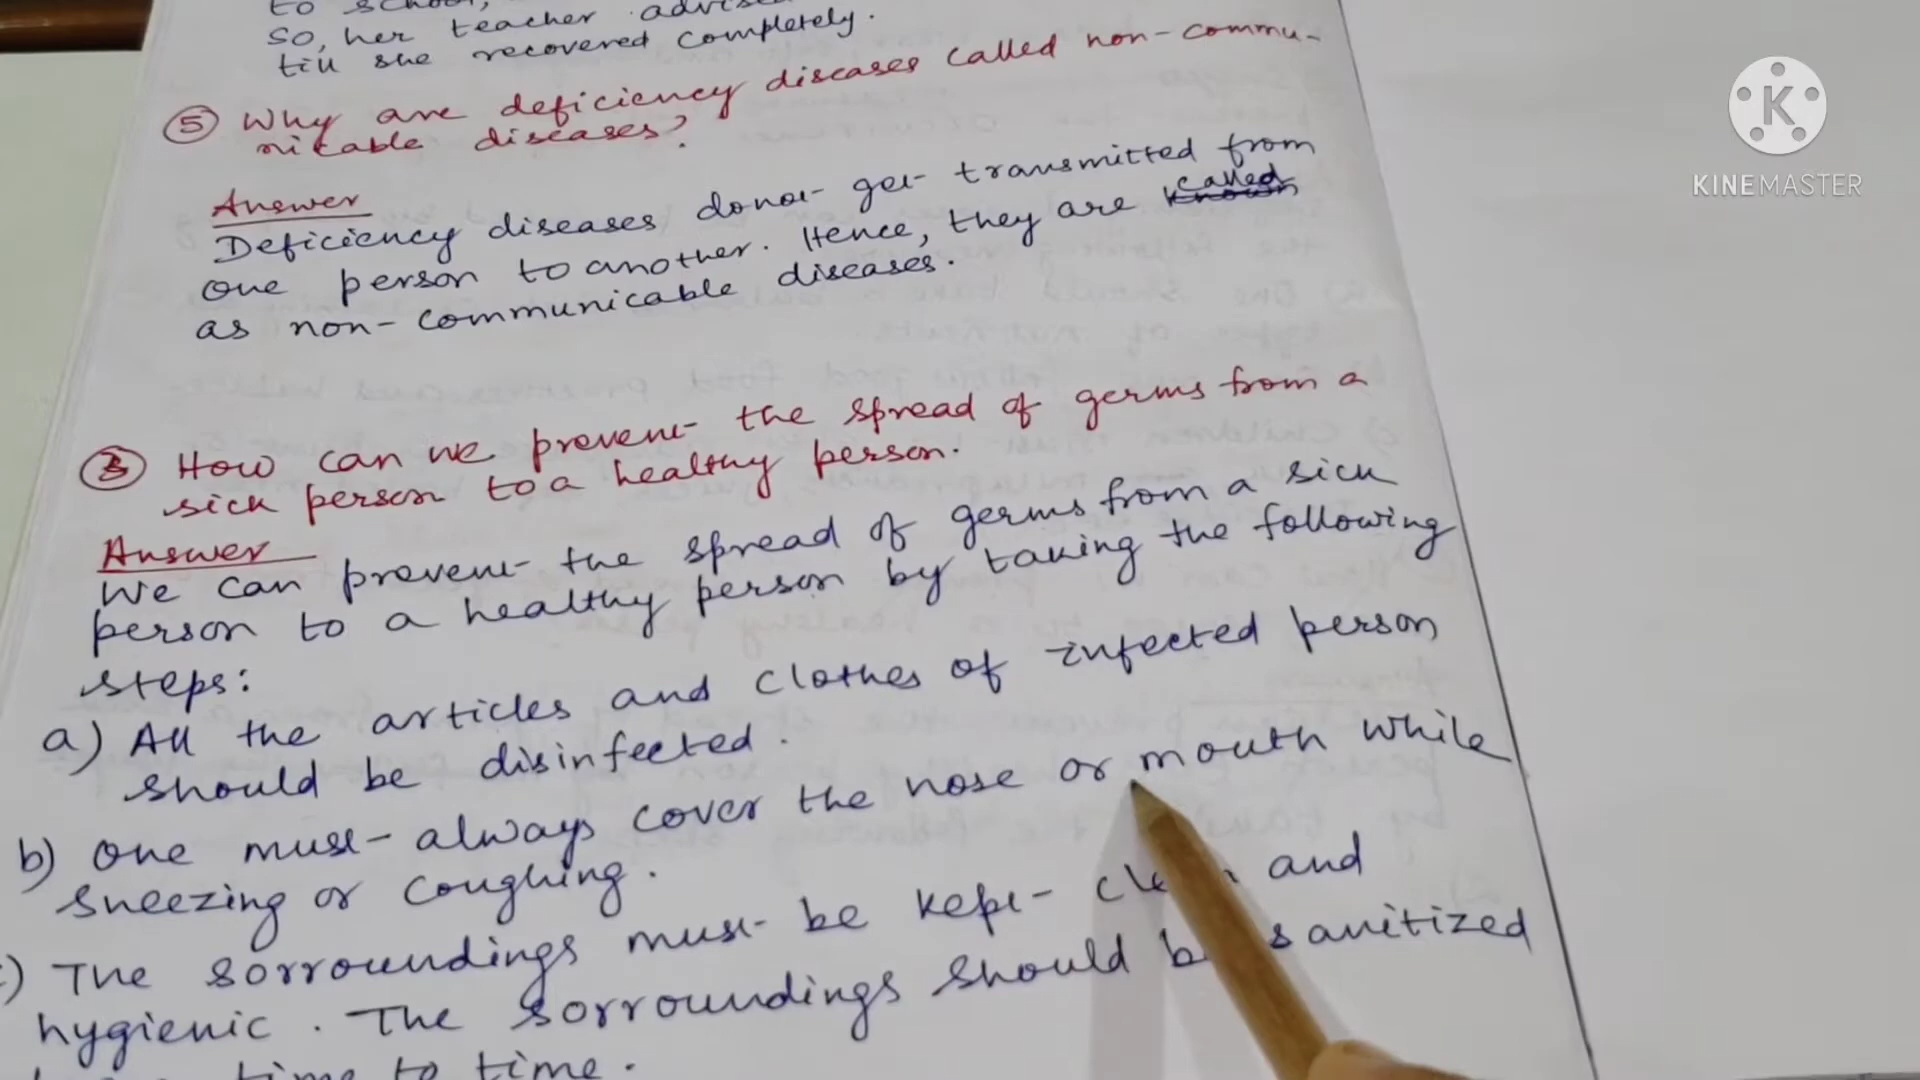 to school,
so, her teacher
till she recovered completely.
5 Why are deficiency diseases called non-commu-
nicable diseases?
Answer
Deficiency diseases donot get transmitted from
one person to another. Hence, they are called
as non-communicable diseases.
How can we prevent the spread of germs from a
sick person to a healthy person.
Answer
We can prevent the spread of germs from a sick
person to a healthy person by taking the following
steps:
a) All the articles and clothes of infected person
should be disinfected.
b) One must always cover the nose or mouth while
sneezing or coughing.
c) The sorroundings must be kept clean and
hygienic. The sorroundings should be sanitized
time to time.
KINEMASTER